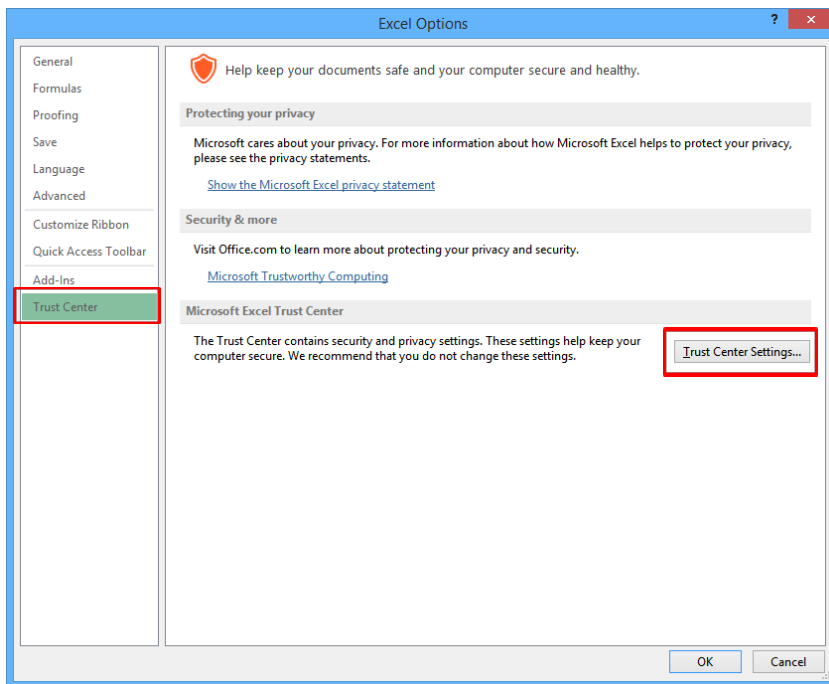 Excel Options
?
×
General
Formulas
Proofing
Save
Language
Advanced
Customize Ribbon
Quick Access Toolbar
Add-Ins
Trust Center
Help keep your documents safe and your computer secure and healthy.
Protecting your privacy
Microsoft cares about your privacy. For more information about how Microsoft Excel helps to protect your privacy,
please see the privacy statements.
Show the Microsoft Excel privacy statement
Security & more
Visit Office.com to learn more about protecting your privacy and security.
Microsoft Trustworthy Computing
Microsoft Excel Trust Center
The Trust Center contains security and privacy settings. These settings help keep your
computer secure. We recommend that you do not change these settings.
Trust Center Settings...
OK
Cancel